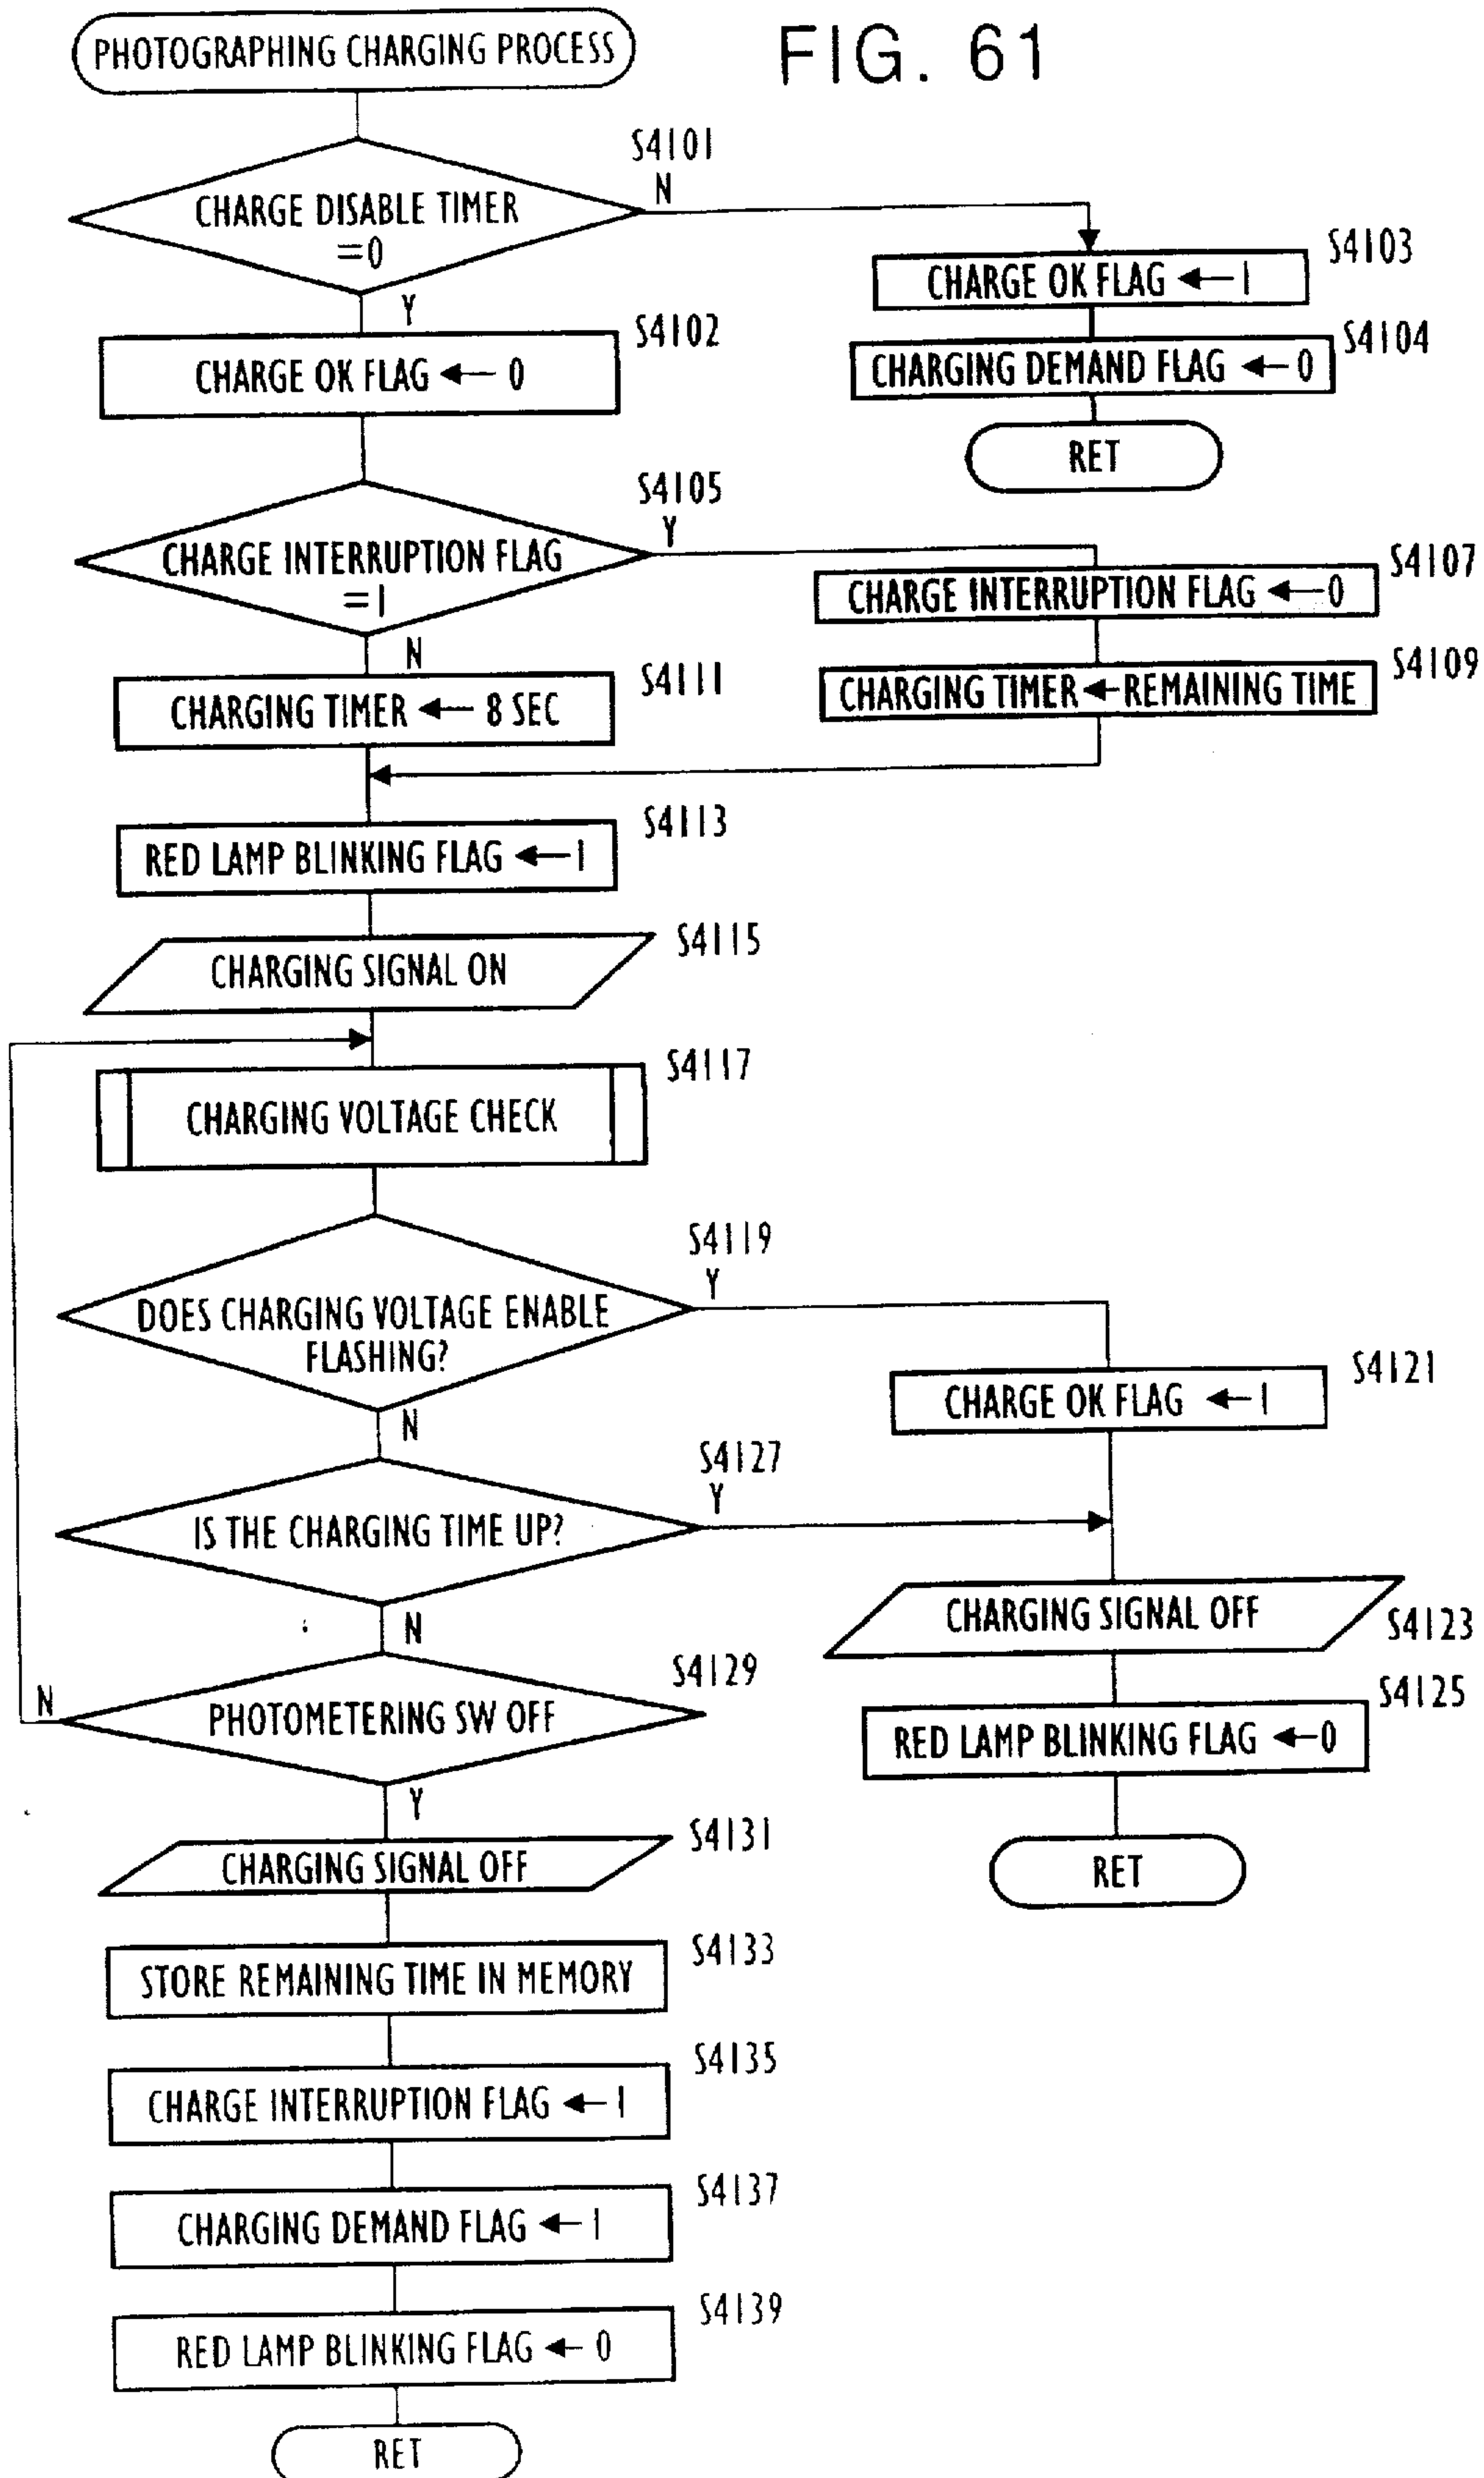 FIG. 61
PHOTOGRAPHING CHARGING PROCESS
S4101
CHARGE DISABLE TIMER
=0
N
Y
S4103
CHARGE OK FLAG ←1
S4104
CHARGING DEMAND FLAG ←0
RET
S4102
CHARGE OK FLAG ← 0
S4105
CHARGE INTERRUPTION FLAG
=1
Y
N
S4107
CHARGE INTERRUPTION FLAG ←0
S4109
CHARGING TIMER←REMAINING TIME
S4111
CHARGING TIMER ← 8 SEC
S4113
RED LAMP BLINKING FLAG ←1
S4115
CHARGING SIGNAL ON
S4117
CHARGING VOLTAGE CHECK
S4119
DOES CHARGING VOLTAGE ENABLE
FLASHING?
Y
N
S4121
CHARGE OK FLAG ←1
S4127
IS THE CHARGING TIME UP?
Y
N
S4123
CHARGING SIGNAL OFF
S4125
RED LAMP BLINKING FLAG ←0
RET
S4129
PHOTOMETERING SW OFF
N
Y
S4131
CHARGING SIGNAL OFF
S4133
STORE REMAINING TIME IN MEMORY
S4135
CHARGE INTERRUPTION FLAG ←1
S4137
CHARGING DEMAND FLAG ←1
S4139
RED LAMP BLINKING FLAG ← 0
RET